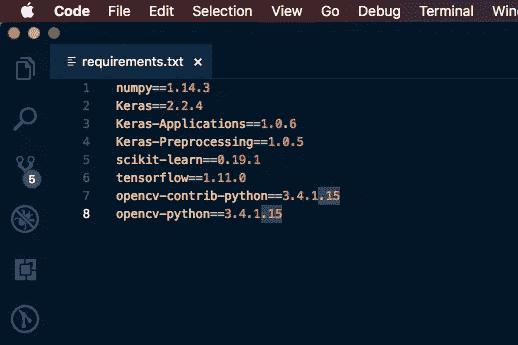 Code File Edit Selection View Go Debug Terminal
requirements.txt ×
1 numpy==1.14.3
2 Keras==2.2.4
3 Keras-Applications==1.0.6
4 Keras-Preprocessing==1.0.5
5 scikit-learn==0.19.1
6 tensorflow==1.11.0
7 opencv-contrib-python==3.4.1.15
8 opencv-python==3.4.1.15
5